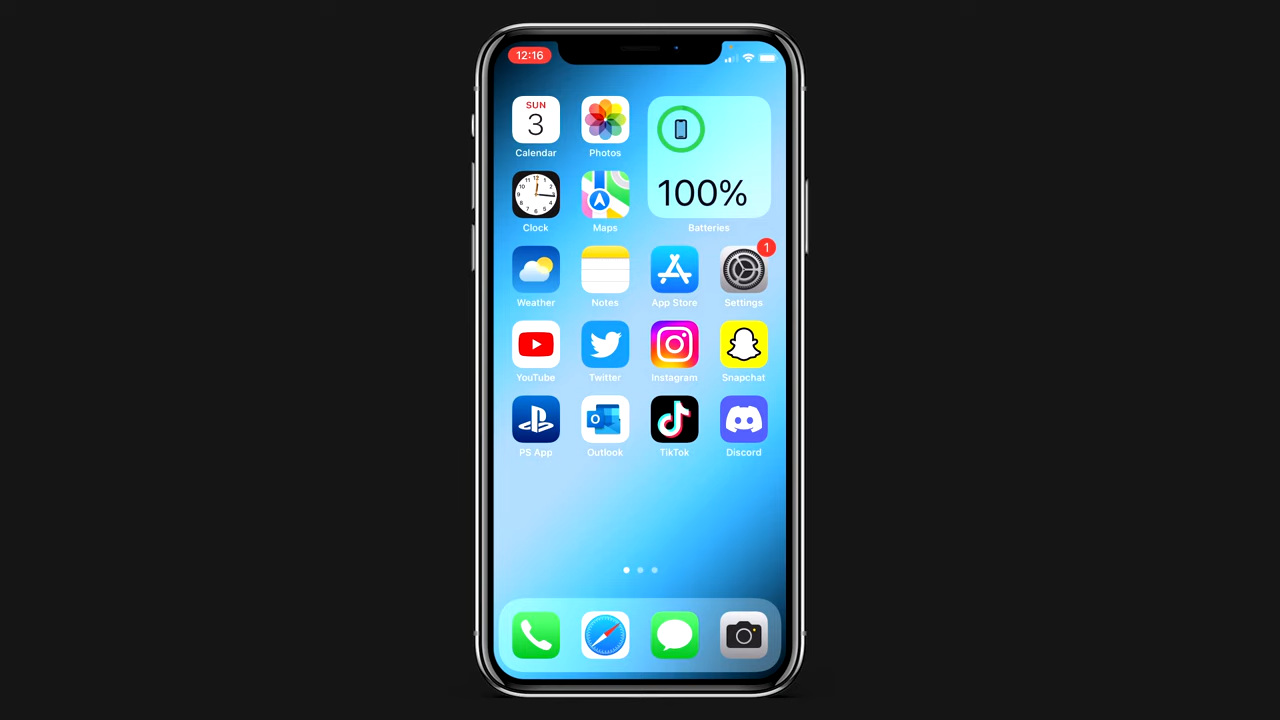 12:16
SUN
3
Calendar
Photos
100%
Clock
Maps
Batteries
1
Weather
Notes
App Store
Settings
YouTube
Twitter
Instagram
Snapchat
PS App
Outlook
TikTok
Discord